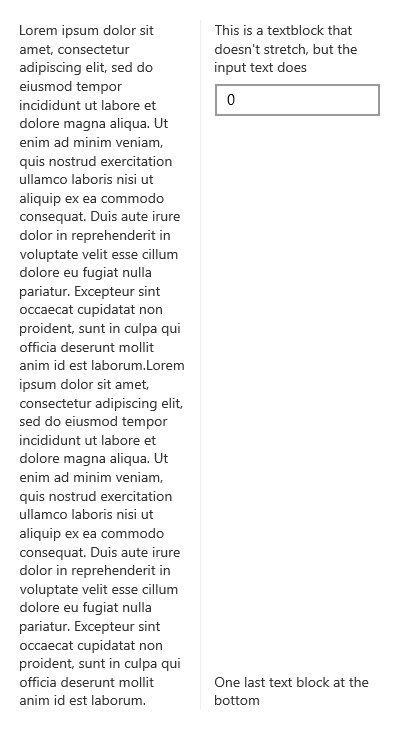 Lorem ipsum dolor sit
amet, consectetur
adipiscing elit, sed do
eiusmod tempor
incididunt ut labore et
dolore magna aliqua. Ut
enim ad minim veniam,
quis nostrud exercitation
ullamco laboris nisi ut
aliquip ex ea commodo
consequat. Duis aute irure
dolor in reprehenderit in
voluptate velit esse cillum
dolore eu fugiat nulla
pariatur. Excepteur sint
occaecat cupidatat non
proident, sunt in culpa qui
officia deserunt mollit
anim id est laborum.Lorem
ipsum dolor sit amet,
consectetur adipiscing elit,
sed do eiusmod tempor
incididunt ut labore et
dolore magna aliqua. Ut
enim ad minim veniam,
quis nostrud exercitation
ullamco laboris nisi ut
aliquip ex ea commodo
consequat. Duis aute irure
dolor in reprehenderit in
voluptate velit esse cillum
dolore eu fugiat nulla
pariatur. Excepteur sint
occaecat cupidatat non
proident, sunt in culpa qui
officia deserunt mollit
anim id est laborum.
This is a textblock that
doesn't stretch, but the
input text does
0
One last text block at the
bottom